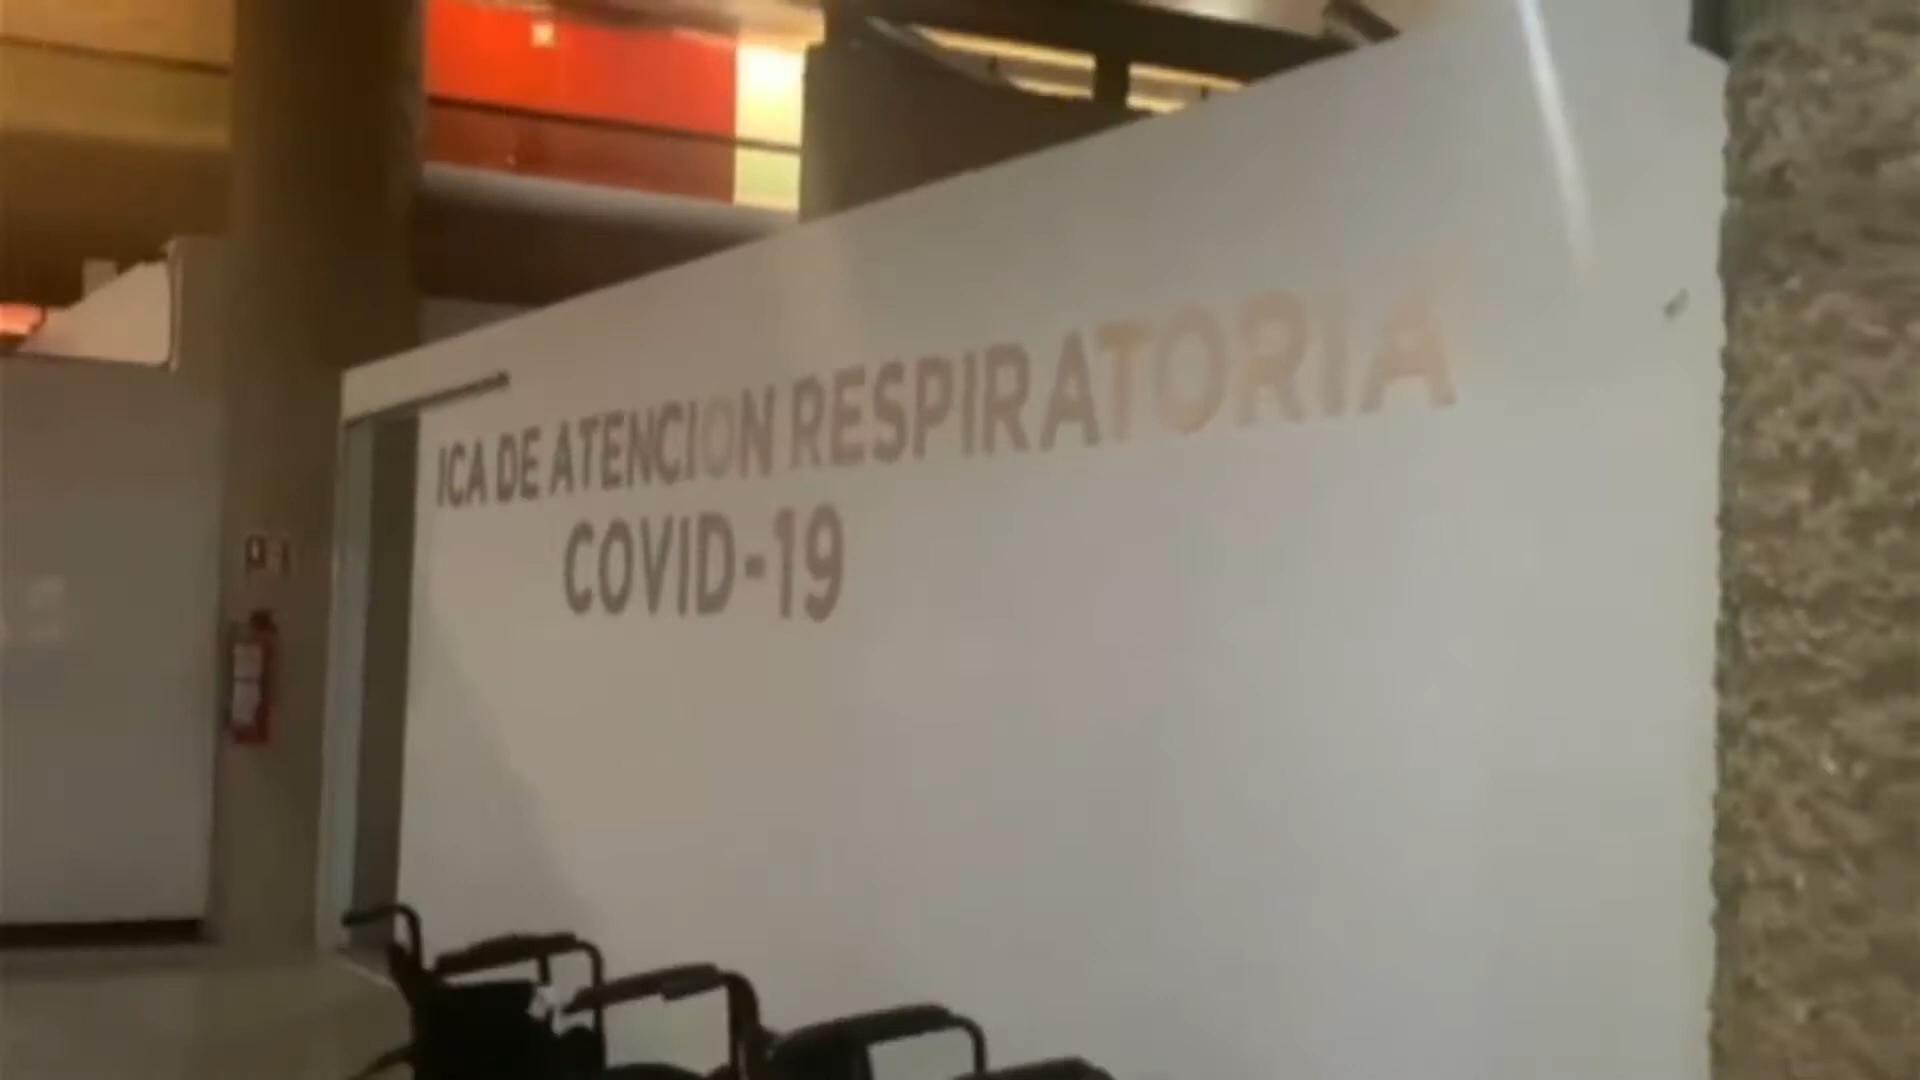 ICA DE ATENCION RESPIRATORIA
COVID-19